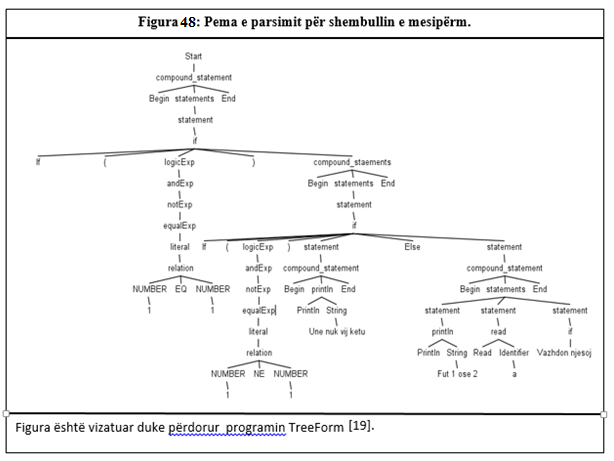 Figura48: Pema e parsimit për shembullin e mesipërm.
Start
compound_statement
Begin statements End
statement
if
If ( logicExp ) compound_staements
andExp Begin statements End
notExp statement
equalExp if
literal If ( logicExp ) statement Else statement
relation andExp compound_statement compound_statement
NUMBER EQ NUMBER notExp Begin println End Begin statements End
1 1 equalExp Println String statement statement statement
literal Une nuk vij ketu println read if
relation Println String Read Identifier Vazhdon njesoj
NUMBER NE NUMBER Fut 1 ose 2 a
1 1
Figura është vizatuar duke përdorur programin TreeForm [19].